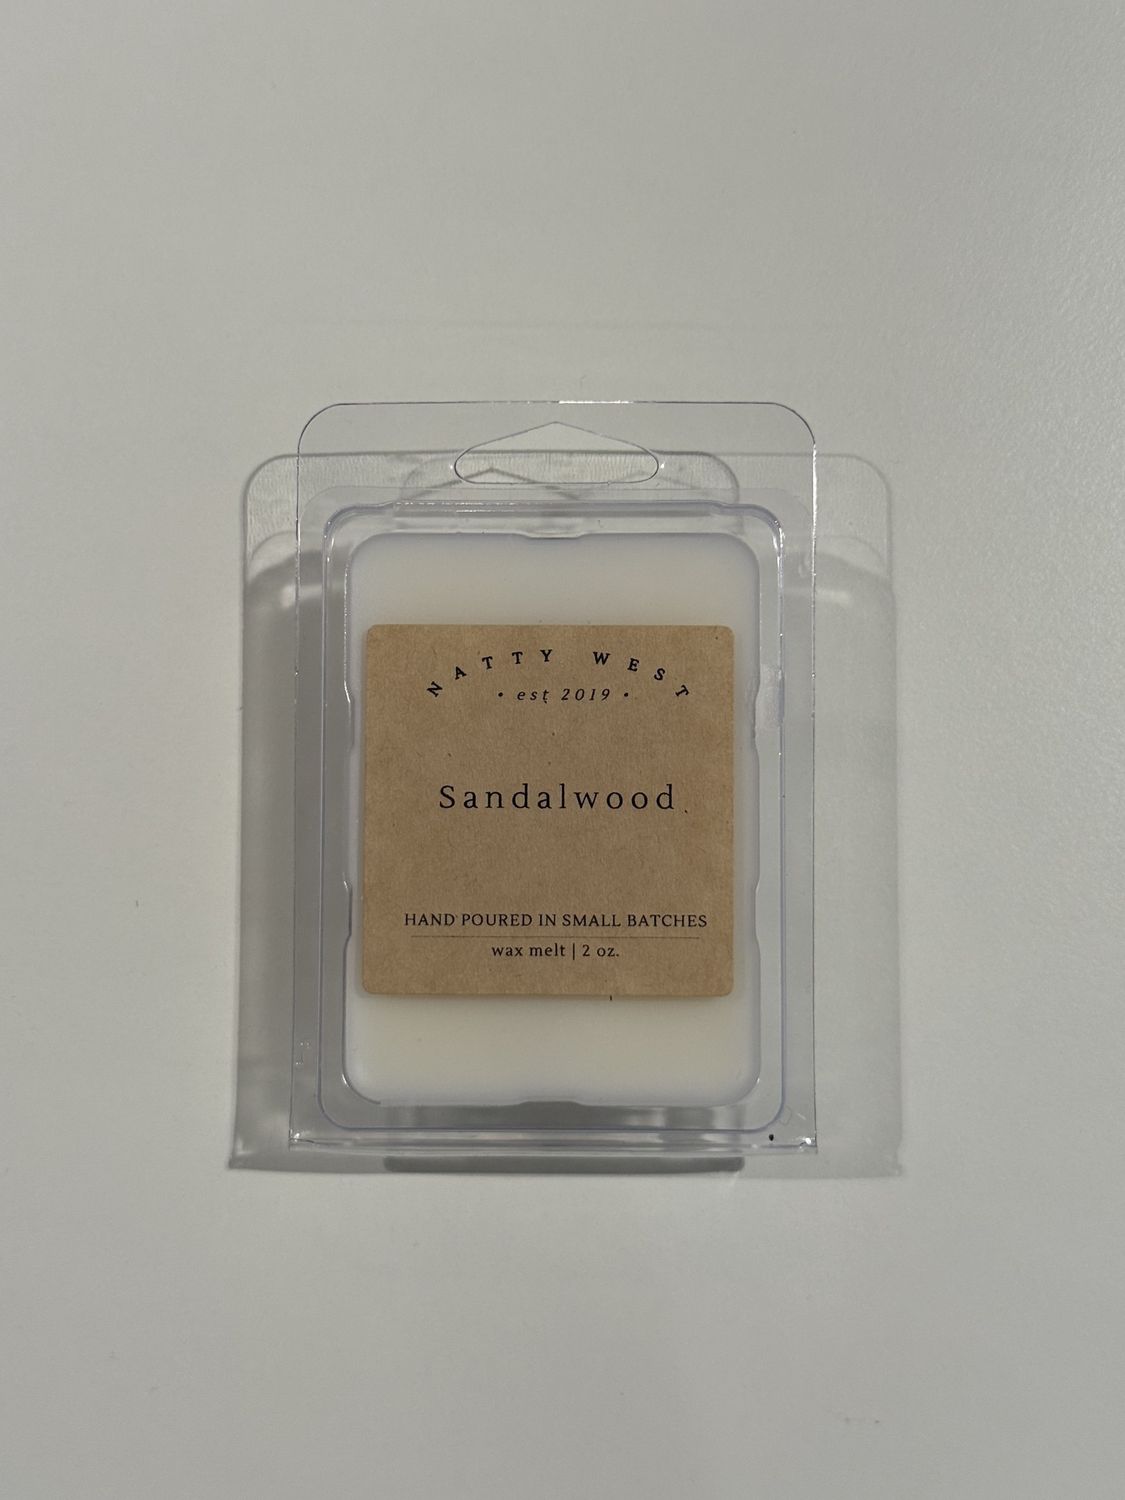 NATTY WEST
• est 2019 •
Sandalwood
HAND POURED IN SMALL BATCHES
wax melt | 2 oz.